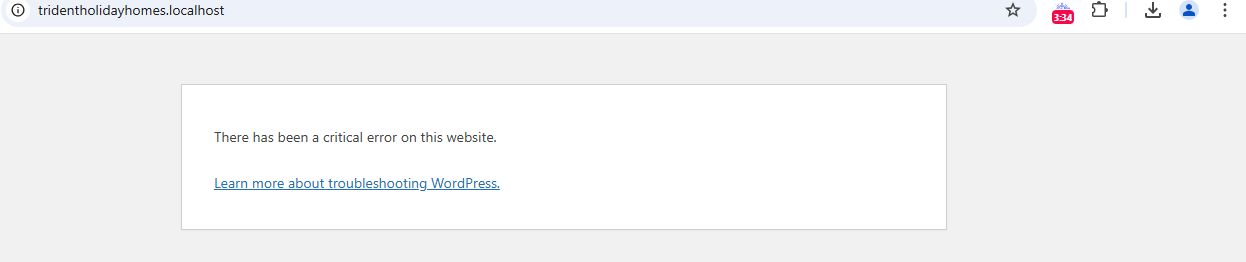 tridentholidayhomes.localhost
3:34
There has been a critical error on this website.
Learn more about troubleshooting WordPress.